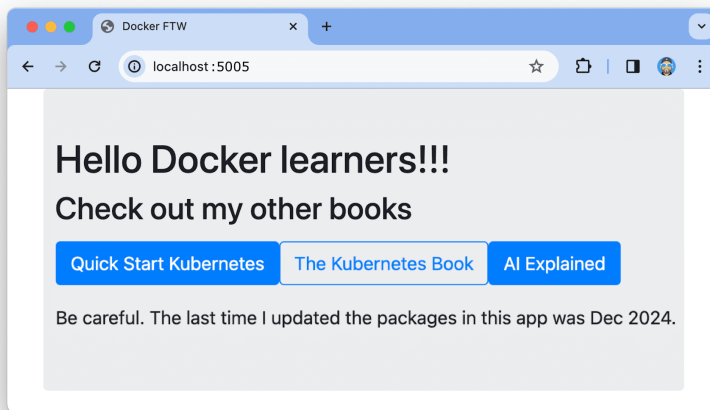 Docker FTW
localhost:5005
Hello Docker learners!!!
Check out my other books
Quick Start Kubernetes The Kubernetes Book AI Explained
Be careful. The last time I updated the packages in this app was Dec 2024.